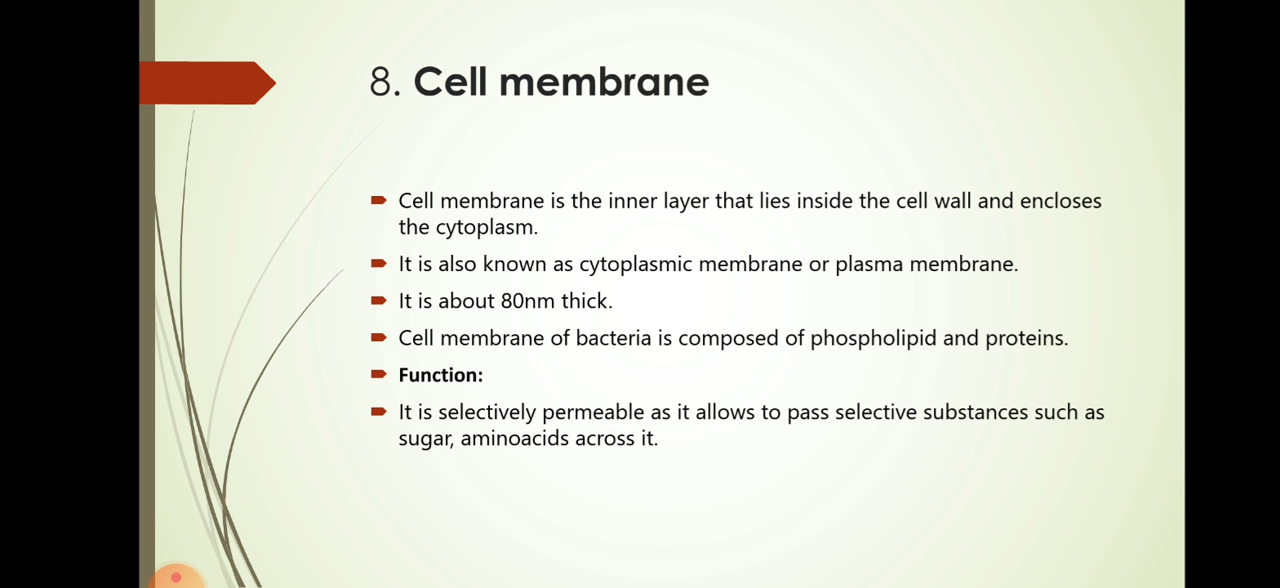 8. Cell membrane
Cell membrane is the inner layer that lies inside the cell wall and encloses
the cytoplasm.
It is also known as cytoplasmic membrane or plasma membrane.
It is about 80nm thick.
Cell membrane of bacteria is composed of phospholipid and proteins.
Function:
It is selectively permeable as it allows to pass selective substances such as
sugar, aminoacids across it.